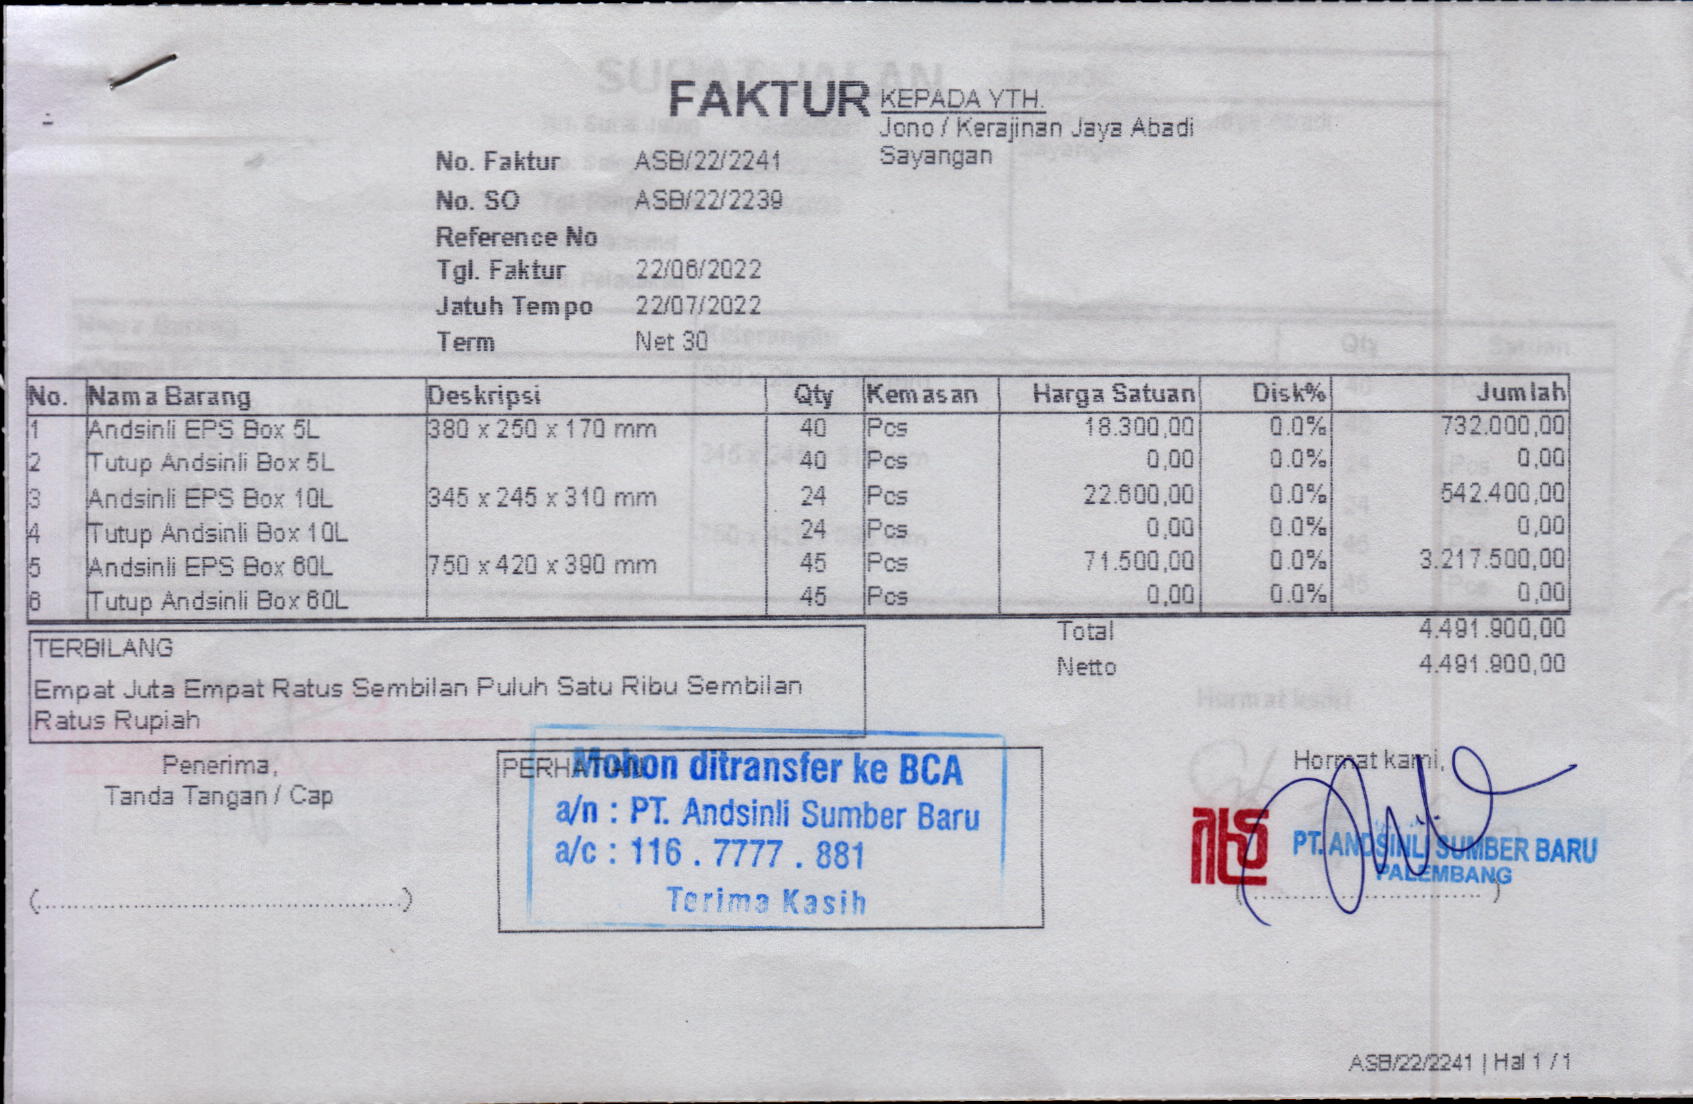 FAKTUR
KEPADA YTH.
Jono / Kerajinan Jaya Abadi
Sayangan
No. Faktur ASB/22/2241
No. SO ASB/22/2239
Reference No
Tgl. Faktur 22/06/2022
Jatuh Tempo 22/07/2022
Term Net 30
No. Nama Barang Deskripsi Qty Kemasan Harga Satuan Disk% Jumlah
1 Andsinli EPS Box 5L 380 x 250 x 170 mm 40 Pcs 18.300,00 0.0% 732.000,00
2 Tutup Andsinli Box 5L 40 Pcs 0,00 0.0% 0,00
3 Andsinli EPS Box 10L 345 x 245 x 310 mm 24 Pcs 22.600,00 0.0% 542.400,00
4 Tutup Andsinli Box 10L 24 Pcs 0,00 0.0% 0,00
5 Andsinli EPS Box 60L 750 x 420 x 390 mm 45 Pcs 71.500,00 0.0% 3.217.500,00
6 Tutup Andsinli Box 60L 45 Pcs 0,00 0.0% 0,00
Total 4.491.900,00
Netto 4.491.900,00
TERBILANG
Empat Juta Empat Ratus Sembilan Puluh Satu Ribu Sembilan
Ratus Rupiah
Penerima,
Tanda Tangan / Cap
(........................................)
PERHATIAN
Mohon ditransfer ke BCA
a/n : PT. Andsinli Sumber Baru
a/c : 116 . 7777 . 881
Terima Kasih
Hormat kami,
PT. ANDSINLI SUMBER BARU
PALEMBANG
(........................................)
ASB/22/2241 | Hal 1 / 1